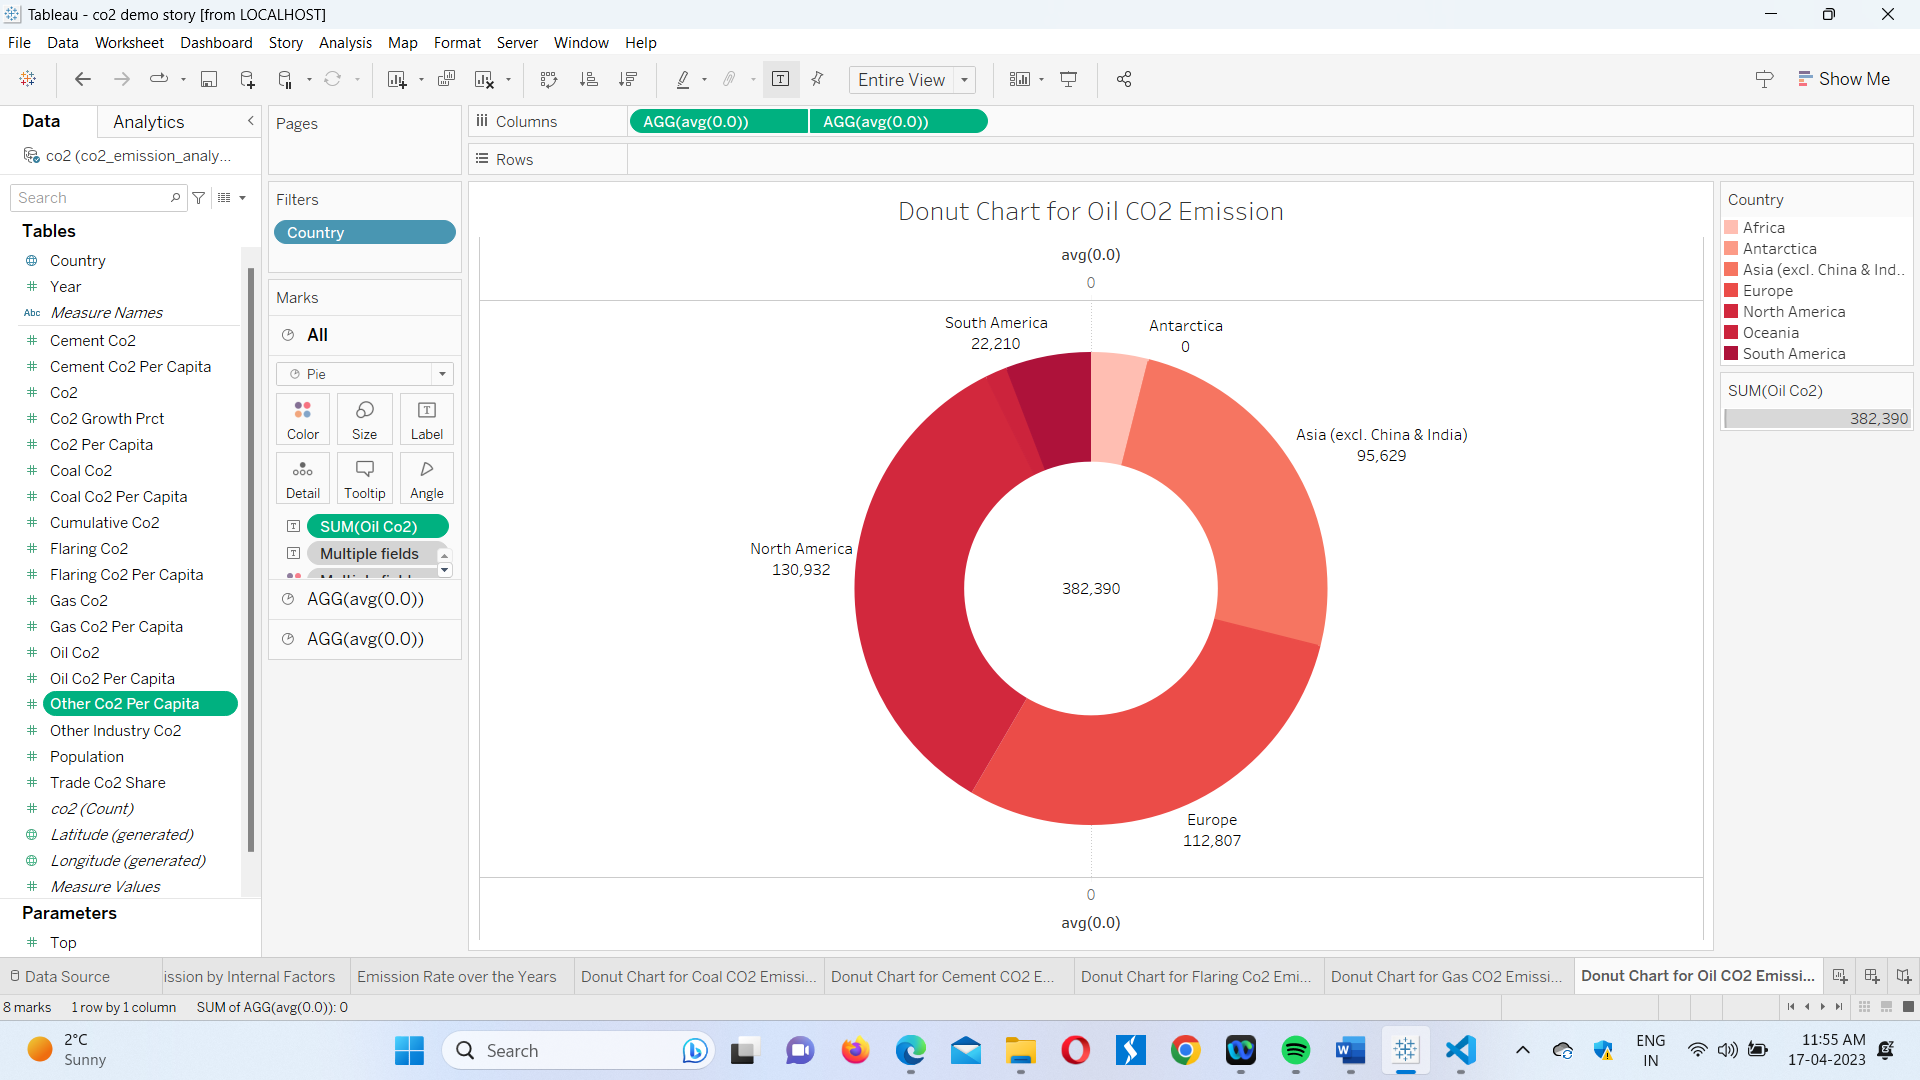 Tableau - co2 demo story [from LOCALHOST]
File Data Worksheet Dashboard Story Analysis Map Format Server Window Help
Entire View
Show Me
Data Analytics
co2 (co2_emission_analy...
Search
Tables
Country
Year
Abc Measure Names
Cement Co2
Cement Co2 Per Capita
Co2
Co2 Growth Prct
Co2 Per Capita
Coal Co2
Coal Co2 Per Capita
Cumulative Co2
Flaring Co2
Flaring Co2 Per Capita
Gas Co2
Gas Co2 Per Capita
Oil Co2
Oil Co2 Per Capita
Other Co2 Per Capita
Other Industry Co2
Population
Trade Co2 Share
co2 (Count)
Latitude (generated)
Longitude (generated)
Measure Values
Parameters
Top
Pages
Filters
Country
Marks
All
Pie
Color Size Label
Detail Tooltip Angle
SUM(Oil Co2)
Multiple fields
AGG(avg(0.0))
AGG(avg(0.0))
Columns AGG(avg(0.0)) AGG(avg(0.0))
Rows
Donut Chart for Oil CO2 Emission
avg(0.0)
0
South America
22,210
Antarctica
0
Asia (excl. China & India)
95,629
North America
130,932
382,390
Europe
112,807
0
avg(0.0)
Country
Africa
Antarctica
Asia (excl. China & Ind..
Europe
North America
Oceania
South America
SUM(Oil Co2)
382,390
Data Source
ission by Internal Factors
Emission Rate over the Years
Donut Chart for Coal CO2 Emissi...
Donut Chart for Cement CO2 E...
Donut Chart for Flaring Co2 Emi...
Donut Chart for Gas CO2 Emissi...
Donut Chart for Oil CO2 Emissi...
8 marks 1 row by 1 column SUM of AGG(avg(0.0)): 0
2°C
Sunny
Search
ENG
IN
11:55 AM
17-04-2023